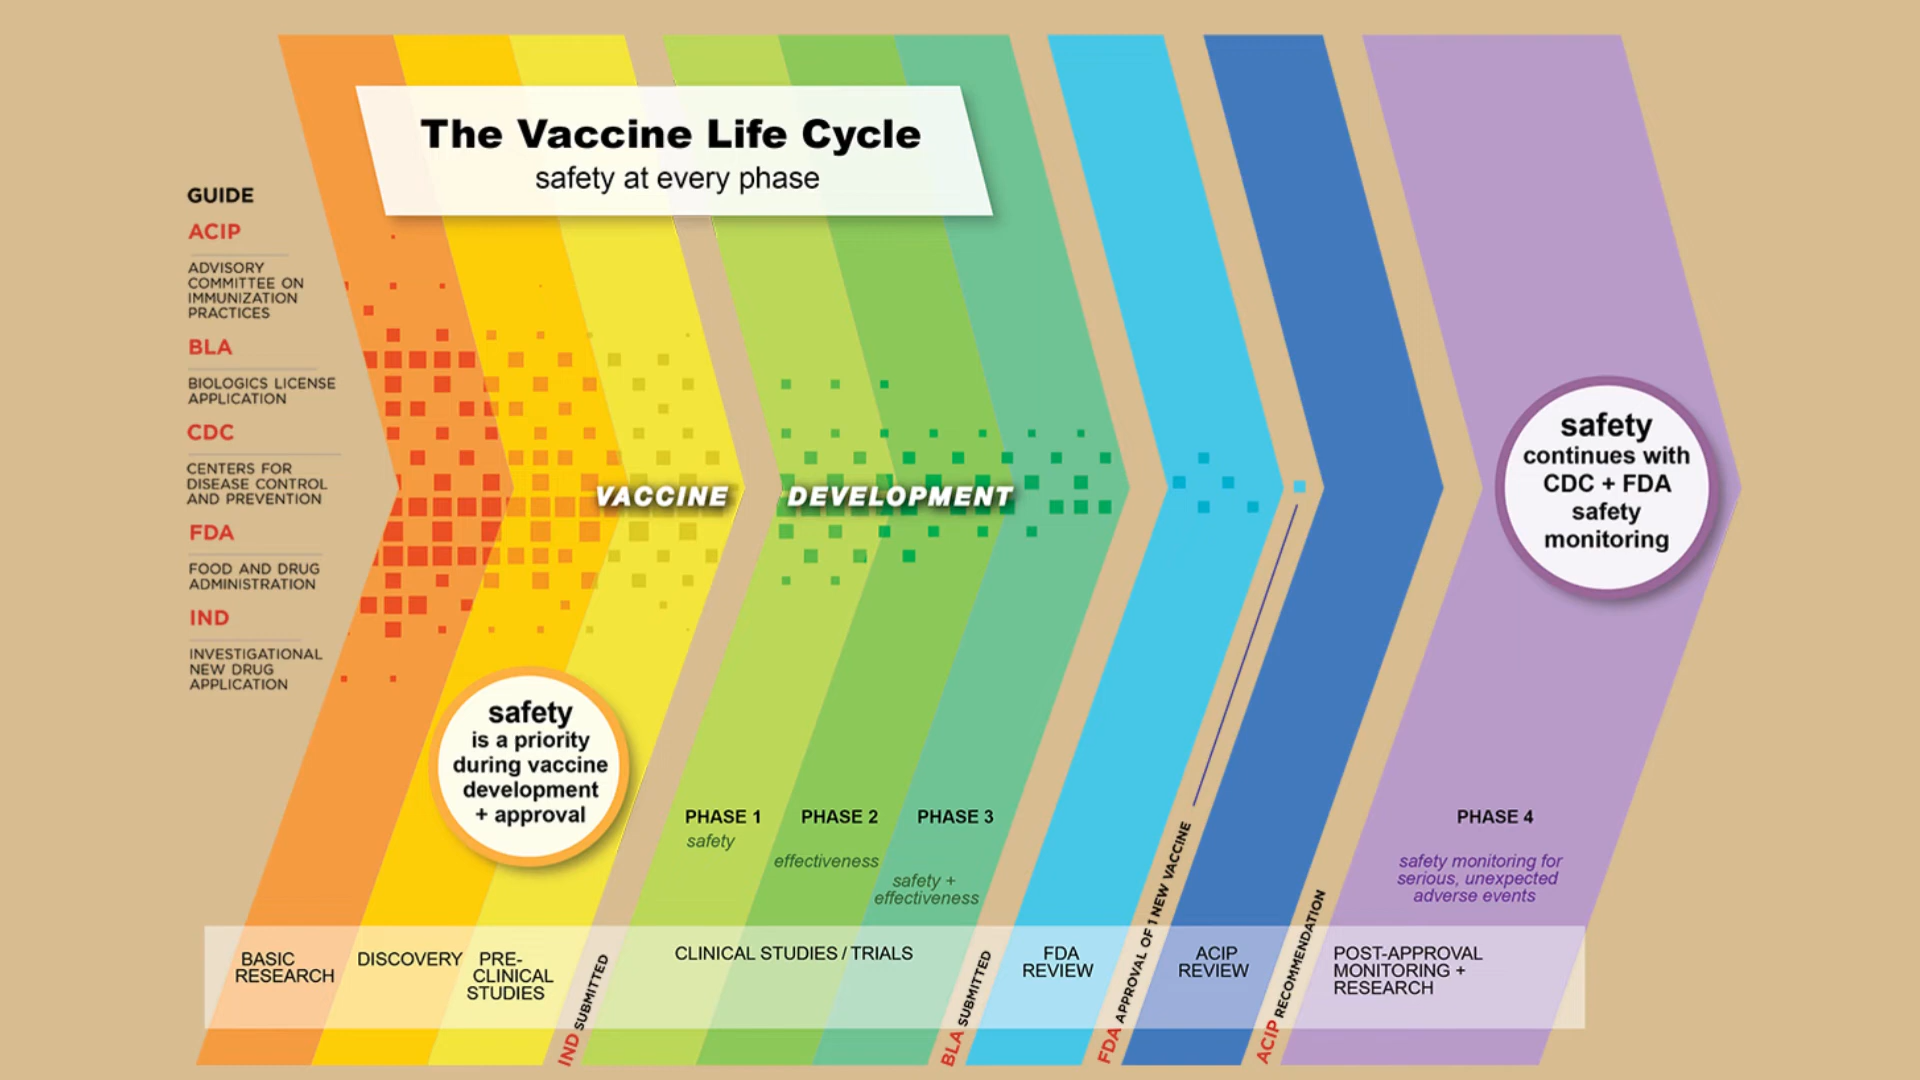 The Vaccine Life Cycle
safety at every phase
GUIDE
ACIP
ADVISORY
COMMITTEE ON
IMMUNIZATION
PRACTICES
BLA
BIOLOGICS LICENSE
APPLICATION
CDC
CENTERS FOR
DISEASE CONTROL
AND PREVENTION
FDA
FOOD AND DRUG
ADMINISTRATION
IND
INVESTIGATIONAL
NEW DRUG
APPLICATION
VACCINE DEVELOPMENT
safety
continues with
CDC + FDA
safety
monitoring
safety
is a priority
during vaccine
development
+ approval
PHASE 1
safety
PHASE 2
effectiveness
PHASE 3
safety +
effectiveness
PHASE 4
safety monitoring for
serious, unexpected
adverse events
BASIC
RESEARCH
DISCOVERY
PRE-
CLINICAL
STUDIES
IND SUBMITTED
CLINICAL STUDIES / TRIALS
BLA SUBMITTED
FDA
REVIEW
FDA APPROVAL OF 1 NEW VACCINE
ACIP
REVIEW
ACIP RECOMMENDATION
POST-APPROVAL
MONITORING +
RESEARCH